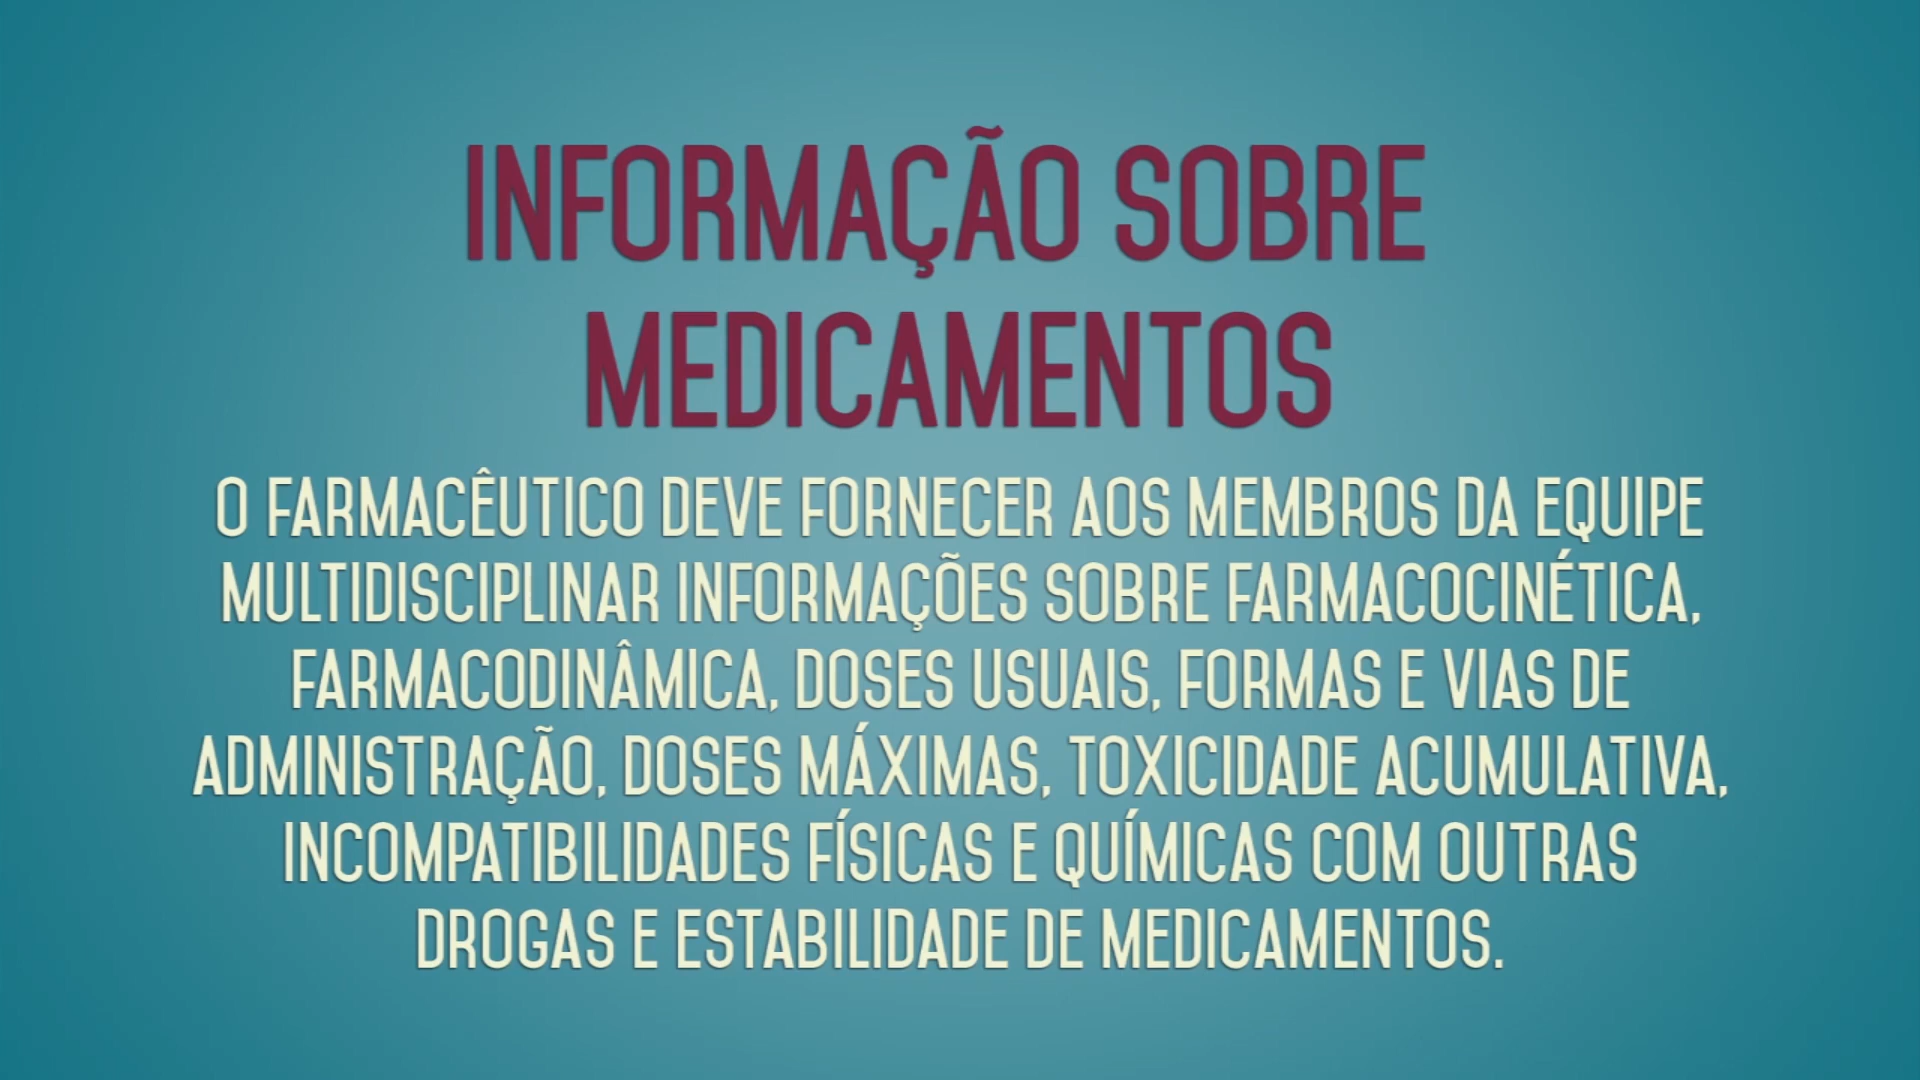 INFORMAÇÃO SOBRE
MEDICAMENTOS
O FARMACÊUTICO DEVE FORNECER AOS MEMBROS DA EQUIPE
MULTIDISCIPLINAR INFORMAÇÕES SOBRE FARMACOCINÉTICA,
FARMACODINÂMICA, DOSES USUAIS, FORMAS E VIAS DE
ADMINISTRAÇÃO, DOSES MÁXIMAS, TOXICIDADE ACUMULATIVA,
INCOMPATIBILIDADES FÍSICAS E QUÍMICAS COM OUTRAS
DROGAS E ESTABILIDADE DE MEDICAMENTOS.